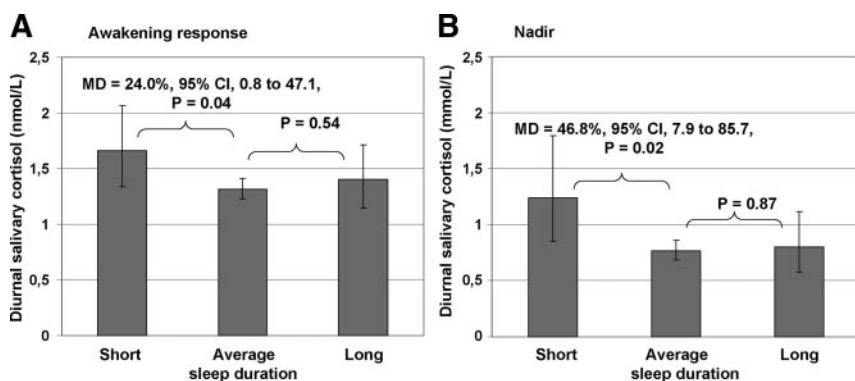 A
Awakening response
Diurnal salivary cortisol (nmol/L)
2,5
2
1,5
1
0,5
0
MD = 24.0%, 95% CI, 0.8 to 47.1,
P = 0.04
P = 0.54
Short
Average
Long
sleep duration
B
Nadir
Diurnal salivary cortisol (mmol/L)
2,5
2
1,5
1
0,5
0
MD = 46.8%, 95% CI, 7.9 to 85.7,
P = 0.02
P = 0.87
Short
Average
Long
sleep duration